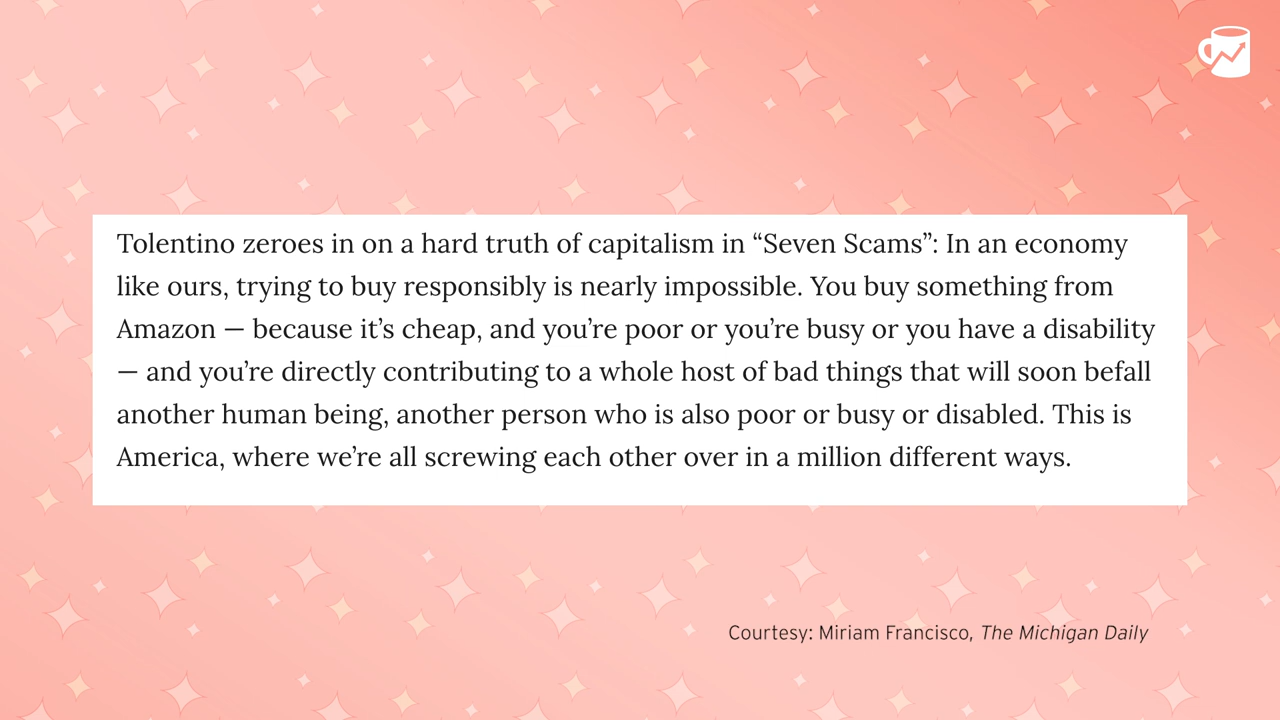 Tolentino zeroes in on a hard truth of capitalism in “Seven Scams”: In an economy
like ours, trying to buy responsibly is nearly impossible. You buy something from
Amazon — because it’s cheap, and you’re poor or you’re busy or you have a disability
— and you’re directly contributing to a whole host of bad things that will soon befall
another human being, another person who is also poor or busy or disabled. This is
America, where we’re all screwing each other over in a million different ways.
Courtesy: Miriam Francisco, The Michigan Daily